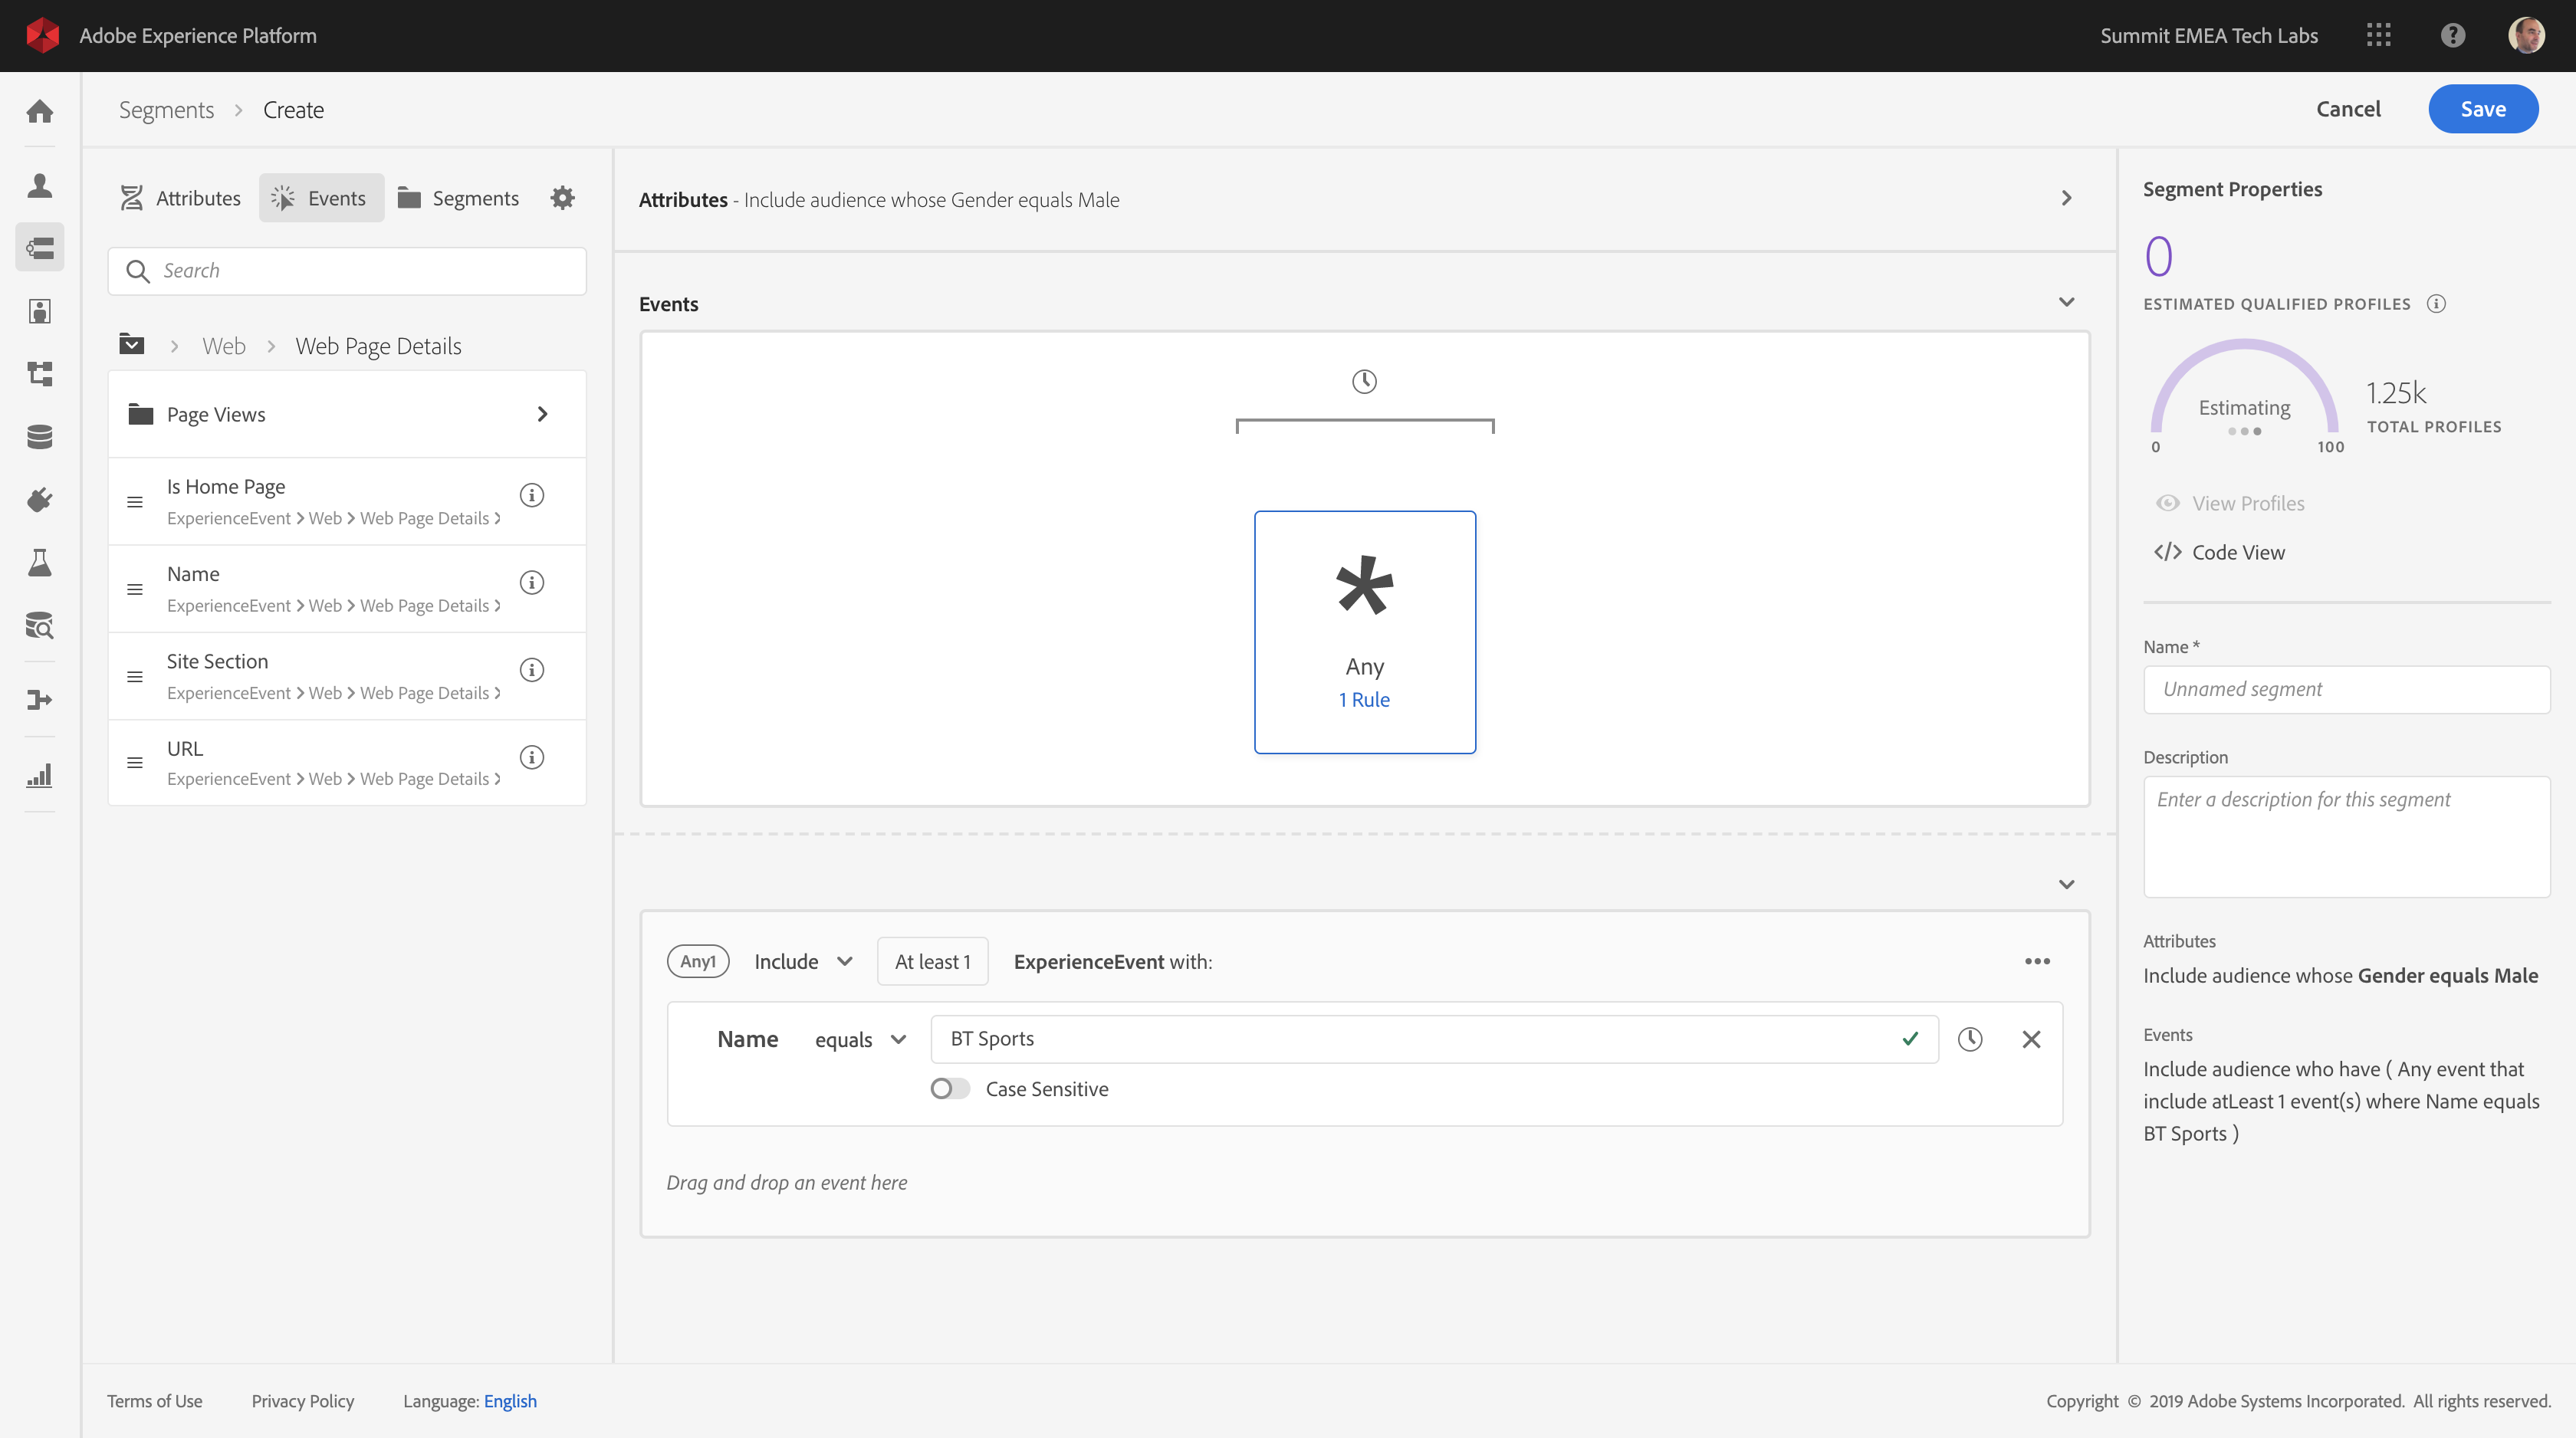 Adobe Experience Platform
Summit EMEA Tech Labs
Segments
Create
Cancel
Save
Attributes
Events
Segments
Search
Web
Web Page Details
Page Views
Is Home Page
ExperienceEvent > Web > Web Page Details >
Name
ExperienceEvent > Web > Web Page Details >
Site Section
ExperienceEvent > Web > Web Page Details >
URL
ExperienceEvent > Web > Web Page Details >
Attributes - Include audience whose Gender equals Male
Events
Any
1 Rule
Any1
Include
At least 1
ExperienceEvent with:
Name
equals
BT Sports
Case Sensitive
Drag and drop an event here
Segment Properties
0
ESTIMATED QUALIFIED PROFILES
Estimating
0
100
1.25k
TOTAL PROFILES
View Profiles
</> Code View
Name *
Unnamed segment
Description
Enter a description for this segment
Attributes
Include audience whose Gender equals Male
Events
Include audience who have ( Any event that
include atLeast 1 event(s) where Name equals
BT Sports )
Terms of Use
Privacy Policy
Language: English
Copyright © 2019 Adobe Systems Incorporated. All rights reserved.